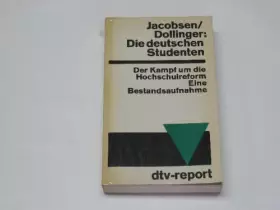 Jacobsen/
Dollinger:
Die deutschen
Studenten
Der Kampf um die
Hochschulreform
Eine
Bestandsaufnahme
dtv-report